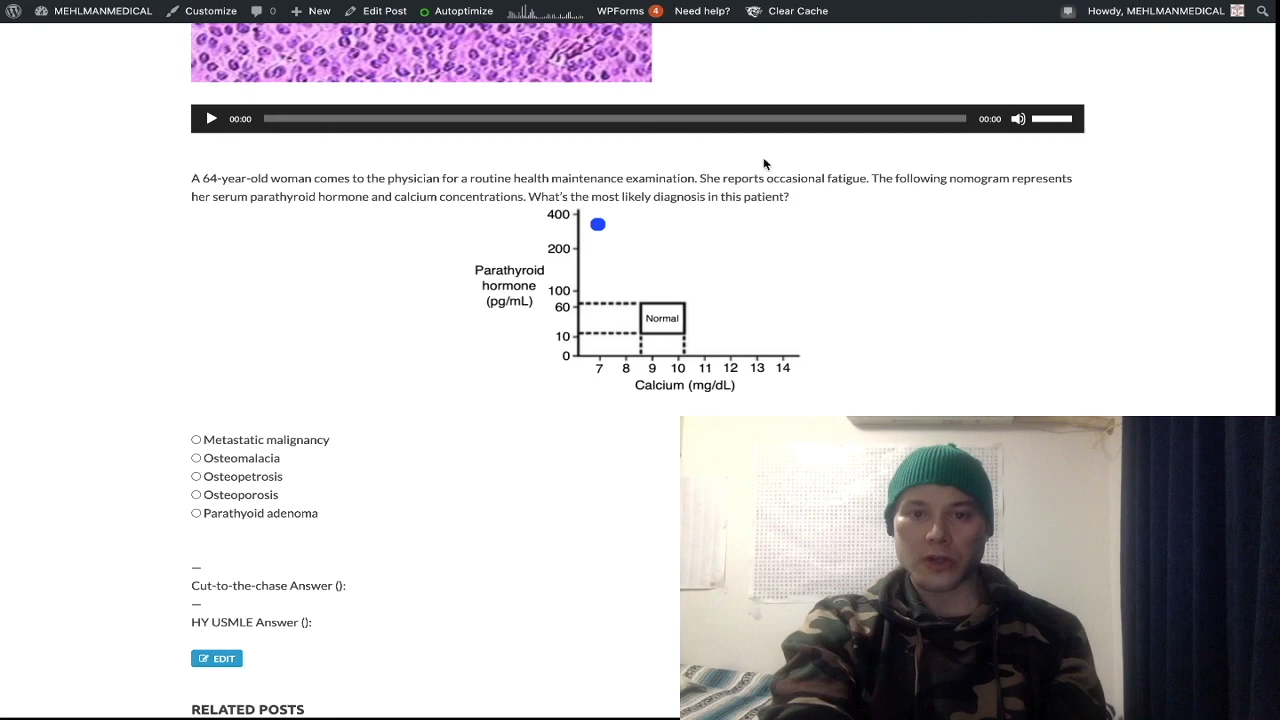 MEHLMANMEDICAL Customize 0 New Edit Post Autoptimize WPForms 4 Need help? Clear Cache Howdy, MEHLMANMEDICAL
00:00 00:00
A 64-year-old woman comes to the physician for a routine health maintenance examination. She reports occasional fatigue. The following nomogram represents
her serum parathyroid hormone and calcium concentrations. What's the most likely diagnosis in this patient?
400
200
Parathyroid
hormone
(pg/mL)
100
60
Normal
10
0
7 8 9 10 11 12 13 14
Calcium (mg/dL)
Metastatic malignancy
Osteomalacia
Osteopetrosis
Osteoporosis
Parathyoid adenoma
—
Cut-to-the-chase Answer ():
—
HY USMLE Answer ():
EDIT
RELATED POSTS